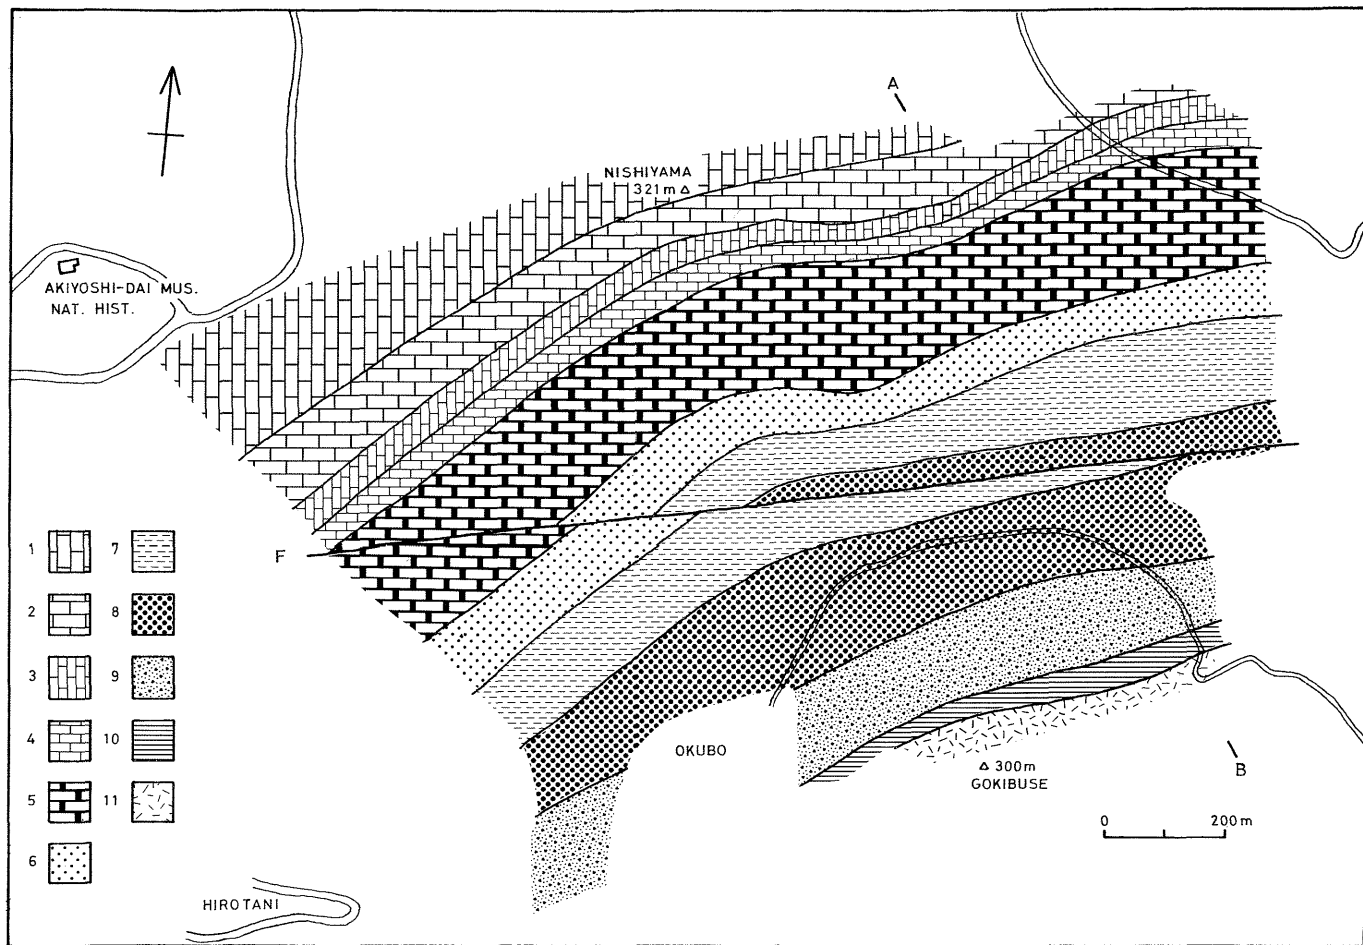 A
NISHIYAMA
321m △
AKIYOSHI-DAI MUS.
NAT. HIST.
F
1
2
3
4
5
6
7
8
9
10
11
OKUBO
△ 300m
GOKIBUSE
B
0 200m
HIROTANI